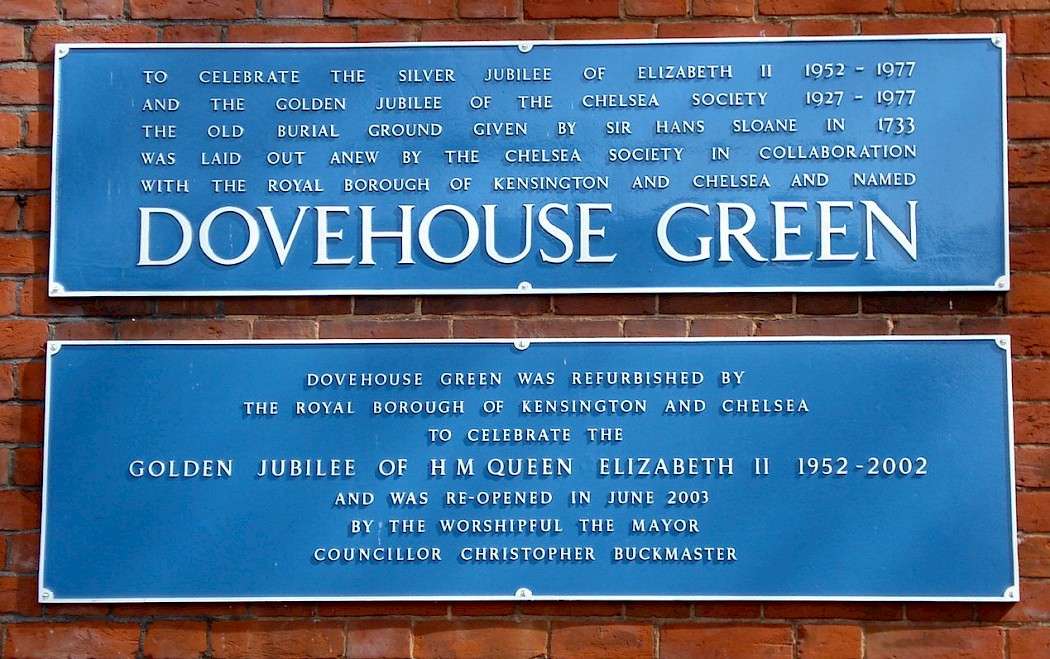 TO CELEBRATE THE SILVER JUBILEE OF ELIZABETH II 1952 - 1977
AND THE GOLDEN JUBILEE OF THE CHELSEA SOCIETY 1927 - 1977
THE OLD BURIAL GROUND GIVEN BY SIR HANS SLOANE IN 1733
WAS LAID OUT ANEW BY THE CHELSEA SOCIETY IN COLLABORATION
WITH THE ROYAL BOROUGH OF KENSINGTON AND CHELSEA AND NAMED
DOVEHOUSE GREEN
DOVEHOUSE GREEN WAS REFURBISHED BY
THE ROYAL BOROUGH OF KENSINGTON AND CHELSEA
TO CELEBRATE THE
GOLDEN JUBILEE OF H M QUEEN ELIZABETH II 1952 - 2002
AND WAS RE-OPENED IN JUNE 2003
BY THE WORSHIPFUL THE MAYOR
COUNCILLOR CHRISTOPHER BUCKMASTER